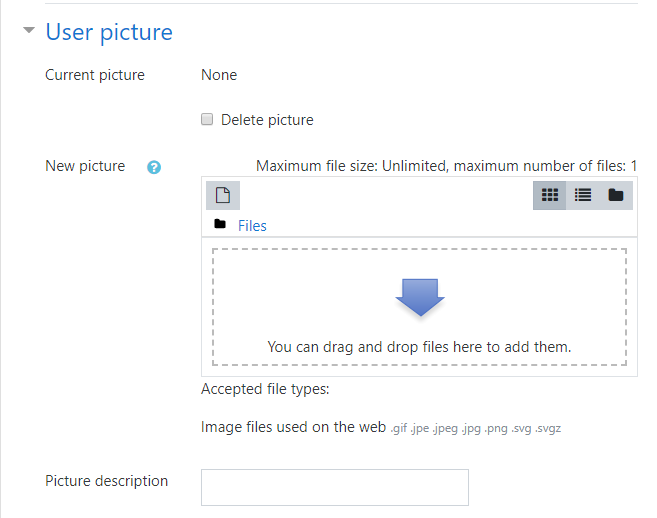 User picture
Current picture None
Delete picture
New picture ? Maximum file size: Unlimited, maximum number of files: 1
Files
You can drag and drop files here to add them.
Accepted file types:
Image files used on the web .gif .jpe .jpeg .jpg .png .svg .svgz
Picture description